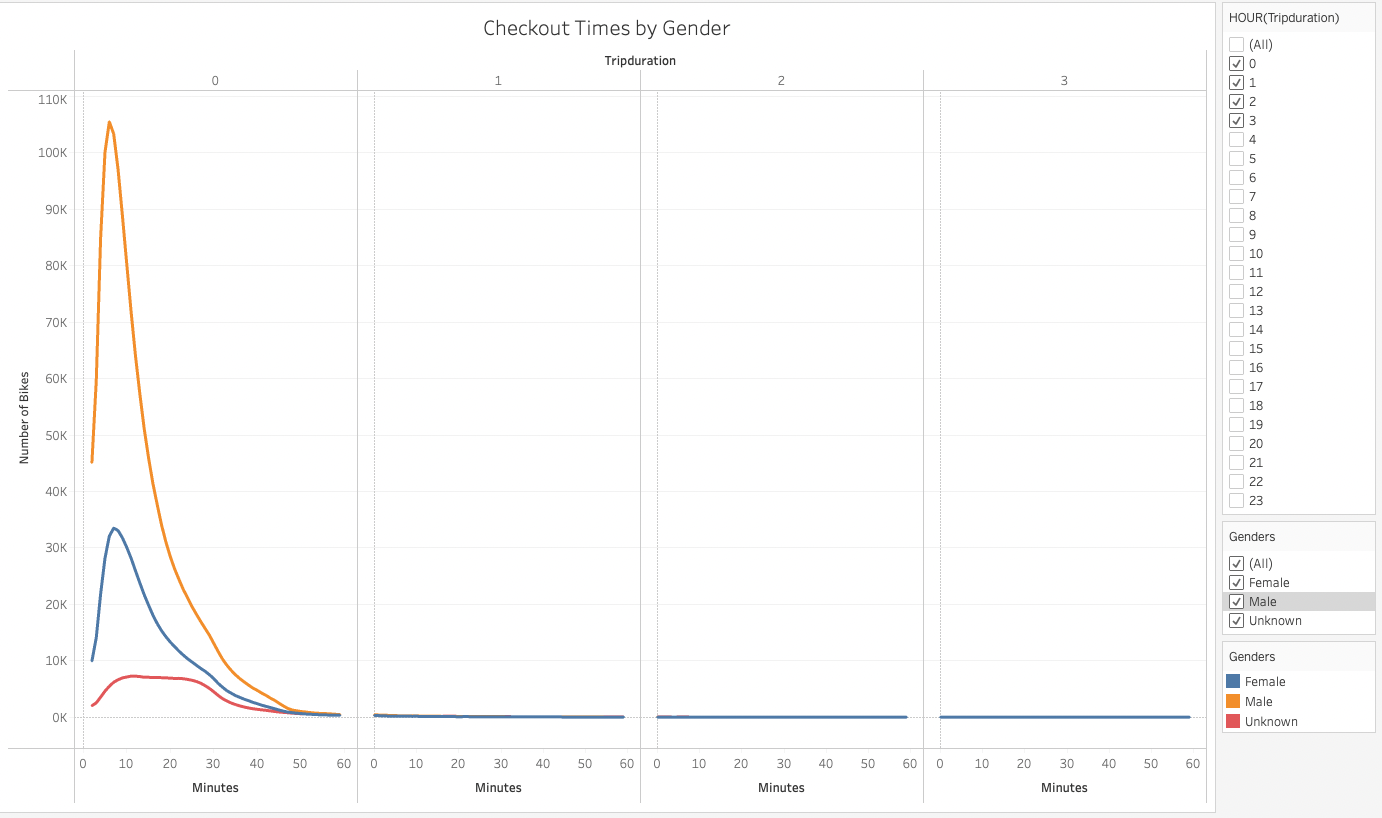 Checkout Times by Gender
Tripduration
0 1 2 3
110K
100K
90K
80K
70K
60K
50K
40K
30K
20K
10K
0K
Number of Bikes
0 10 20 30 40 50 60 0 10 20 30 40 50 60 0 10 20 30 40 50 60 0 10 20 30 40 50 60
Minutes Minutes Minutes Minutes
HOUR(Tripduration)
(All)
0
1
2
3
4
5
6
7
8
9
10
11
12
13
14
15
16
17
18
19
20
21
22
23
Genders
(All)
Female
Male
Unknown
Genders
Female
Male
Unknown